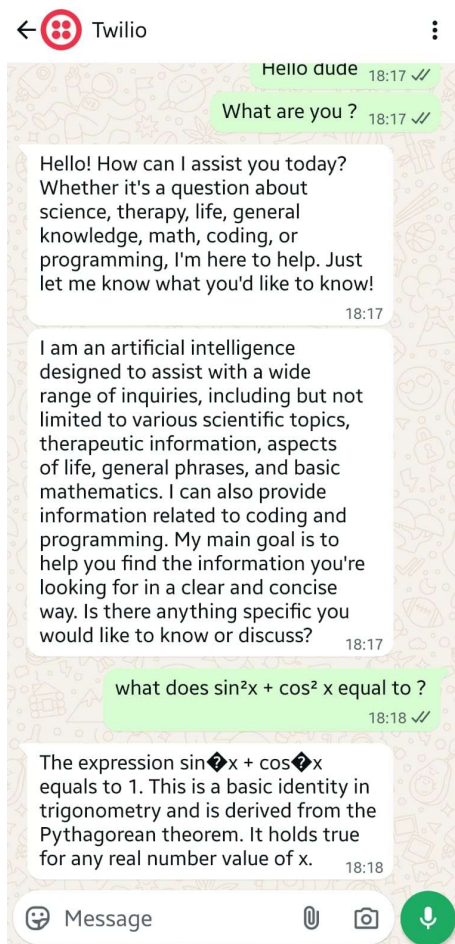 Twilio
Hello dude 18:17
What are you ? 18:17
Hello! How can I assist you today?
Whether it's a question about
science, therapy, life, general
knowledge, math, coding, or
programming, I'm here to help. Just
let me know what you'd like to know!
18:17
I am an artificial intelligence
designed to assist with a wide
range of inquiries, including but not
limited to various scientific topics,
therapeutic information, aspects
of life, general phrases, and basic
mathematics. I can also provide
information related to coding and
programming. My main goal is to
help you find the information you're
looking for in a clear and concise
way. Is there anything specific you
would like to know or discuss? 18:17
what does sin²x + cos² x equal to ?
18:18
The expression sin�x + cos�x
equals to 1. This is a basic identity in
trigonometry and is derived from the
Pythagorean theorem. It holds true
for any real number value of x. 18:18
Message